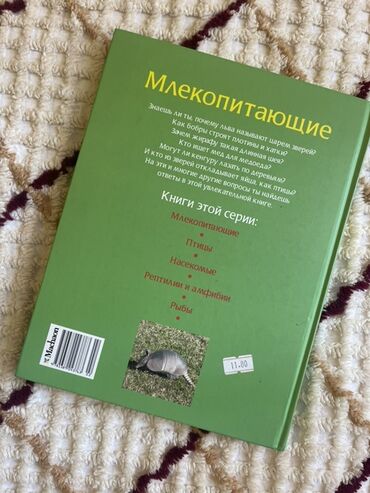 Млекопитающие
Знаешь ли ты, почему льва называют царем зверей?
Как бобры строят плотины и хатки?
Зачем жирафу такая длинная шея?
Кто ищет мед для медоеда?
Могут ли кенгуру лазать по деревьям?
И кто из зверей откладывает яйца, как птицы?
На эти и многие другие вопросы ты найдешь
ответы в этой увлекательной книге.
Книги этой серии:
Млекопитающие
•
Птицы
•
Насекомые
•
Рептилии и амфибии
•
Рыбы
•
Machaon
11.80